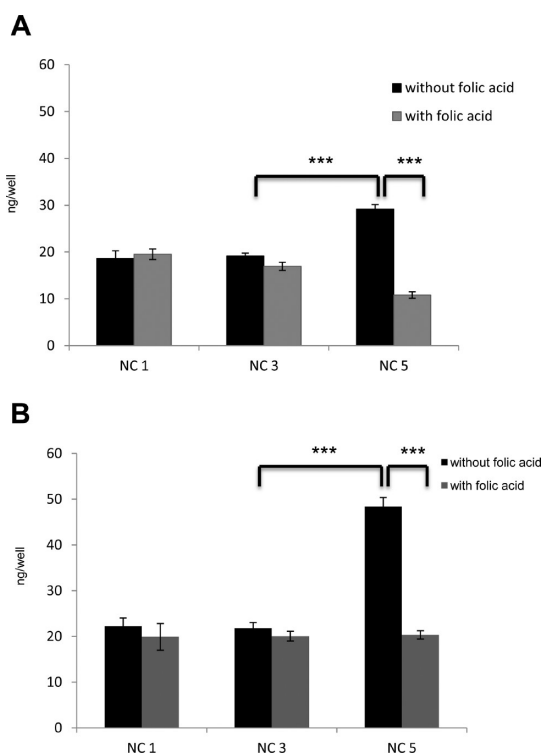 A
60
50
40
30
20
10
0
ng/well
without folic acid
with folic acid
*** ***
NC 1 NC 3 NC 5
B
60
50
40
30
20
10
0
ng/well
without folic acid
with folic acid
*** ***
NC 1 NC 3 NC 5